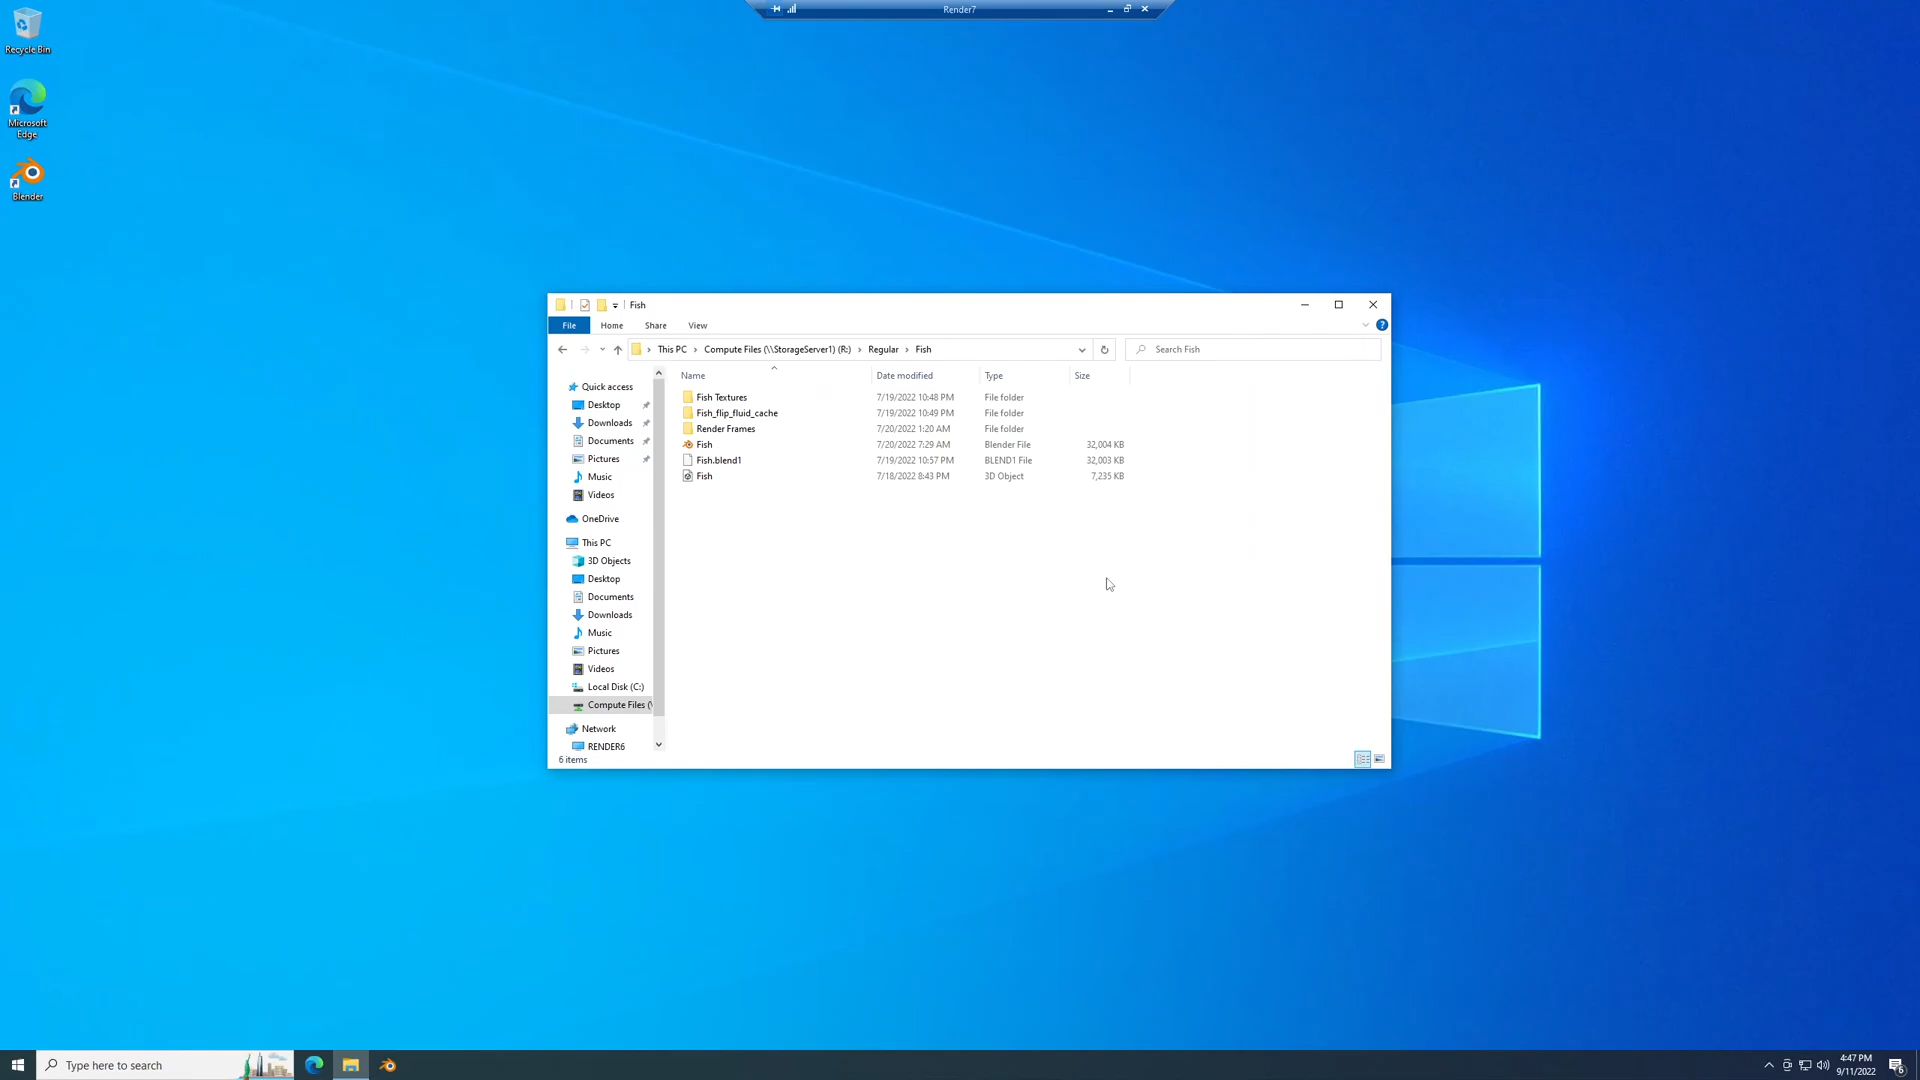 Render7
Recycle Bin
Microsoft
Edge
Blender
Fish
File Home Share View
This PC Compute Files (\\StorageServer1) (R:) Regular Fish
Search Fish
Name Date modified Type Size
Fish Textures 7/19/2022 10:48 PM File folder
Fish_flip_fluid_cache 7/19/2022 10:49 PM File folder
Render Frames 7/20/2022 1:20 AM File folder
Fish 7/20/2022 7:29 AM Blender File 32,004 KB
Fish.blend1 7/19/2022 10:57 PM BLEND1 File 32,003 KB
Fish 7/18/2022 8:43 PM 3D Object 7,235 KB
Quick access
Desktop
Downloads
Documents
Pictures
Music
Videos
OneDrive
This PC
3D Objects
Desktop
Documents
Downloads
Music
Pictures
Videos
Local Disk (C:)
Compute Files (\
Network
RENDER6
6 items
Type here to search
4:47 PM
9/11/2022
6